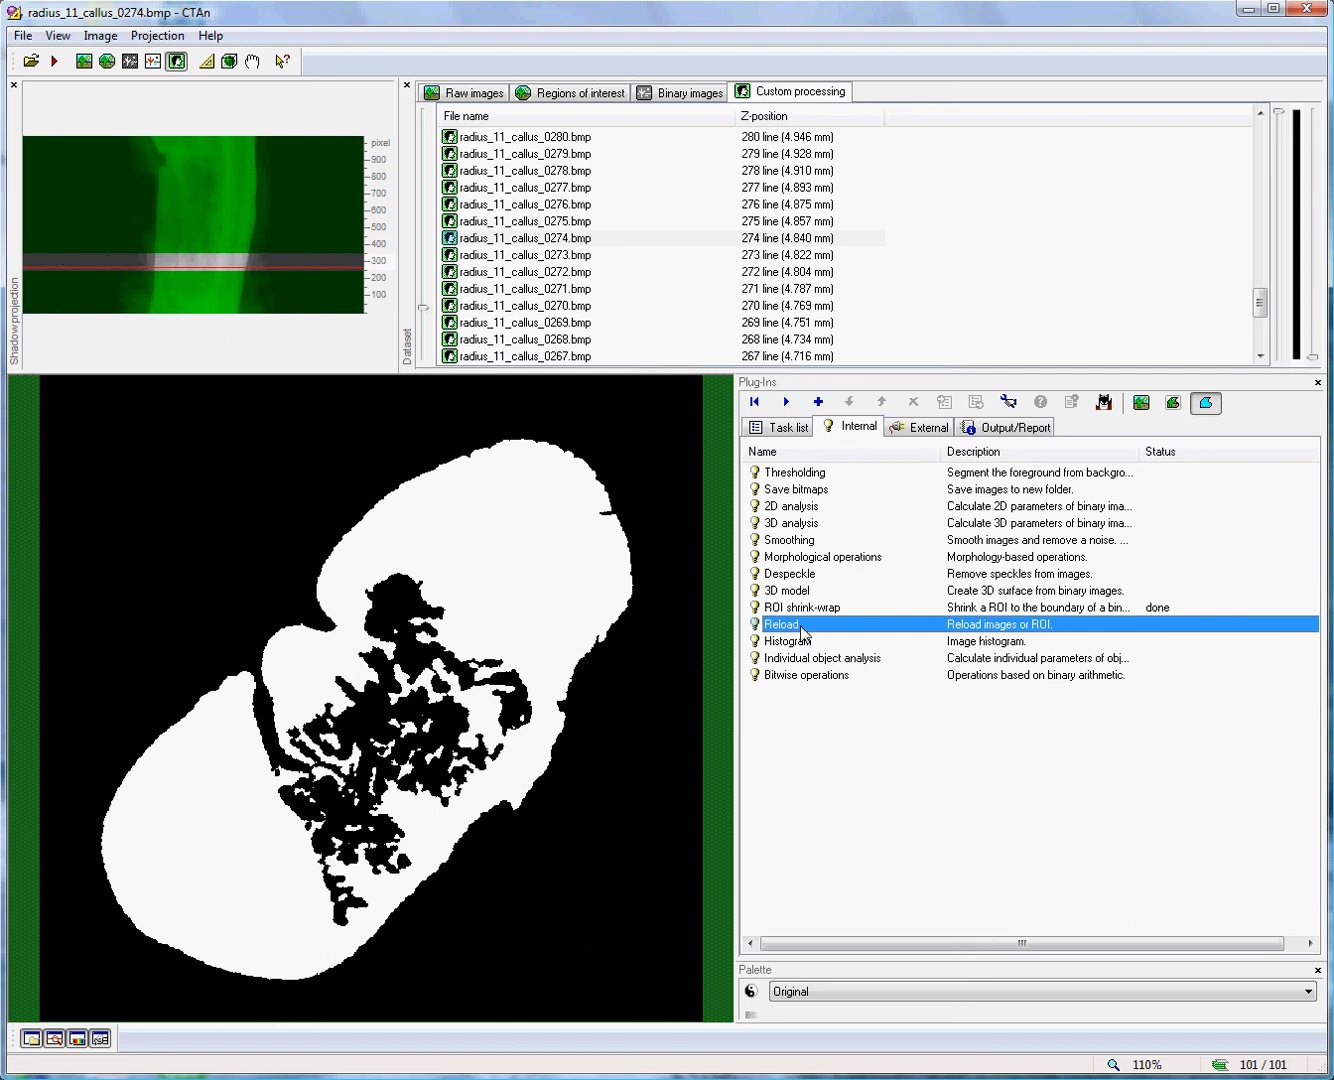 radius_11_callus_0274.bmp - CTAn
File View Image Projection Help
Raw images Regions of interest Binary images Custom processing
File name Z-position
radius_11_callus_0280.bmp 280 line (4.946 mm)
radius_11_callus_0279.bmp 279 line (4.928 mm)
radius_11_callus_0278.bmp 278 line (4.910 mm)
radius_11_callus_0277.bmp 277 line (4.893 mm)
radius_11_callus_0276.bmp 276 line (4.875 mm)
radius_11_callus_0275.bmp 275 line (4.857 mm)
radius_11_callus_0274.bmp 274 line (4.840 mm)
radius_11_callus_0273.bmp 273 line (4.822 mm)
radius_11_callus_0272.bmp 272 line (4.804 mm)
radius_11_callus_0271.bmp 271 line (4.787 mm)
radius_11_callus_0270.bmp 270 line (4.769 mm)
radius_11_callus_0269.bmp 269 line (4.751 mm)
radius_11_callus_0268.bmp 268 line (4.734 mm)
radius_11_callus_0267.bmp 267 line (4.716 mm)
pixel
900
800
700
600
500
400
300
200
100
Shadow projection
Dataset
Plug-Ins
Task list Internal External Output/Report
Name Description Status
Thresholding Segment the foreground from backgro...
Save bitmaps Save images to new folder.
2D analysis Calculate 2D parameters of binary ima...
3D analysis Calculate 3D parameters of binary ima...
Smoothing Smooth images and remove a noise. ...
Morphological operations Morphology-based operations.
Despeckle Remove speckles from images.
3D model Create 3D surface from binary images.
ROI shrink-wrap Shrink a ROI to the boundary of a bin... done
Reload Reload images or ROI.
Histogram Image histogram.
Individual object analysis Calculate individual parameters of obj...
Bitwise operations Operations based on binary arithmetic.
Palette
Original
110% 101 / 101